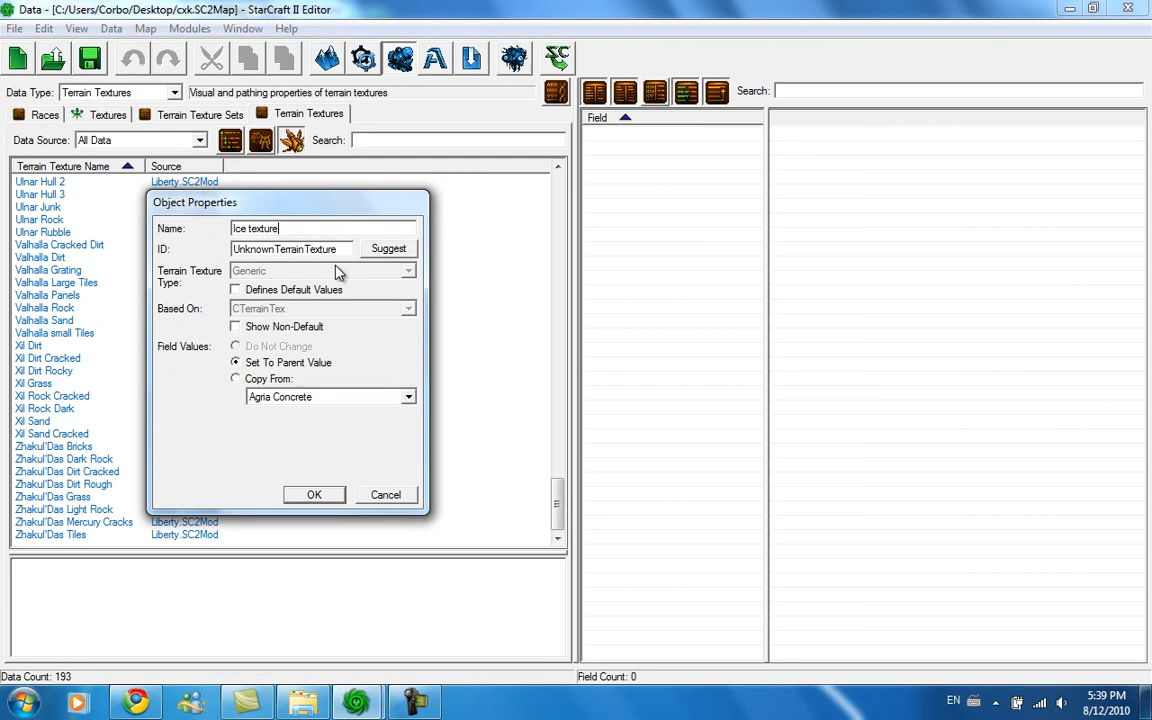 Data - [C:/Users/Corbo/Desktop/cxk.SC2Map] - StarCraft II Editor
File Edit View Data Map Modules Window Help
Data Type: Terrain Textures Visual and pathing properties of terrain textures
Search:
Races Textures Terrain Texture Sets Terrain Textures
Data Source: All Data Search:
Field
Terrain Texture Name Source
Ulnar Hull 2 Liberty.SC2Mod
Ulnar Hull 3
Ulnar Junk
Ulnar Rock
Ulnar Rubble
Valhalla Cracked Dirt
Valhalla Dirt
Valhalla Grating
Valhalla Large Tiles
Valhalla Panels
Valhalla Rock
Valhalla Sand
Valhalla small Tiles
Xil Dirt
Xil Dirt Cracked
Xil Dirt Rocky
Xil Grass
Xil Rock Cracked
Xil Rock Dark
Xil Sand
Xil Sand Cracked
Zhakul'Das Bricks
Zhakul'Das Dark Rock
Zhakul'Das Dirt Cracked
Zhakul'Das Dirt Rough
Zhakul'Das Grass
Zhakul'Das Light Rock
Zhakul'Das Mercury Cracks Liberty.SC2Mod
Zhakul'Das Tiles Liberty.SC2Mod
Object Properties
Name: Ice texture
ID: UnknownTerrainTexture Suggest
Terrain Texture Type: Generic
Defines Default Values
Based On: CTerrainTex
Show Non-Default
Field Values: Do Not Change
Set To Parent Value
Copy From:
Agria Concrete
OK Cancel
Data Count: 193 Field Count: 0
EN 5:39 PM
8/12/2010